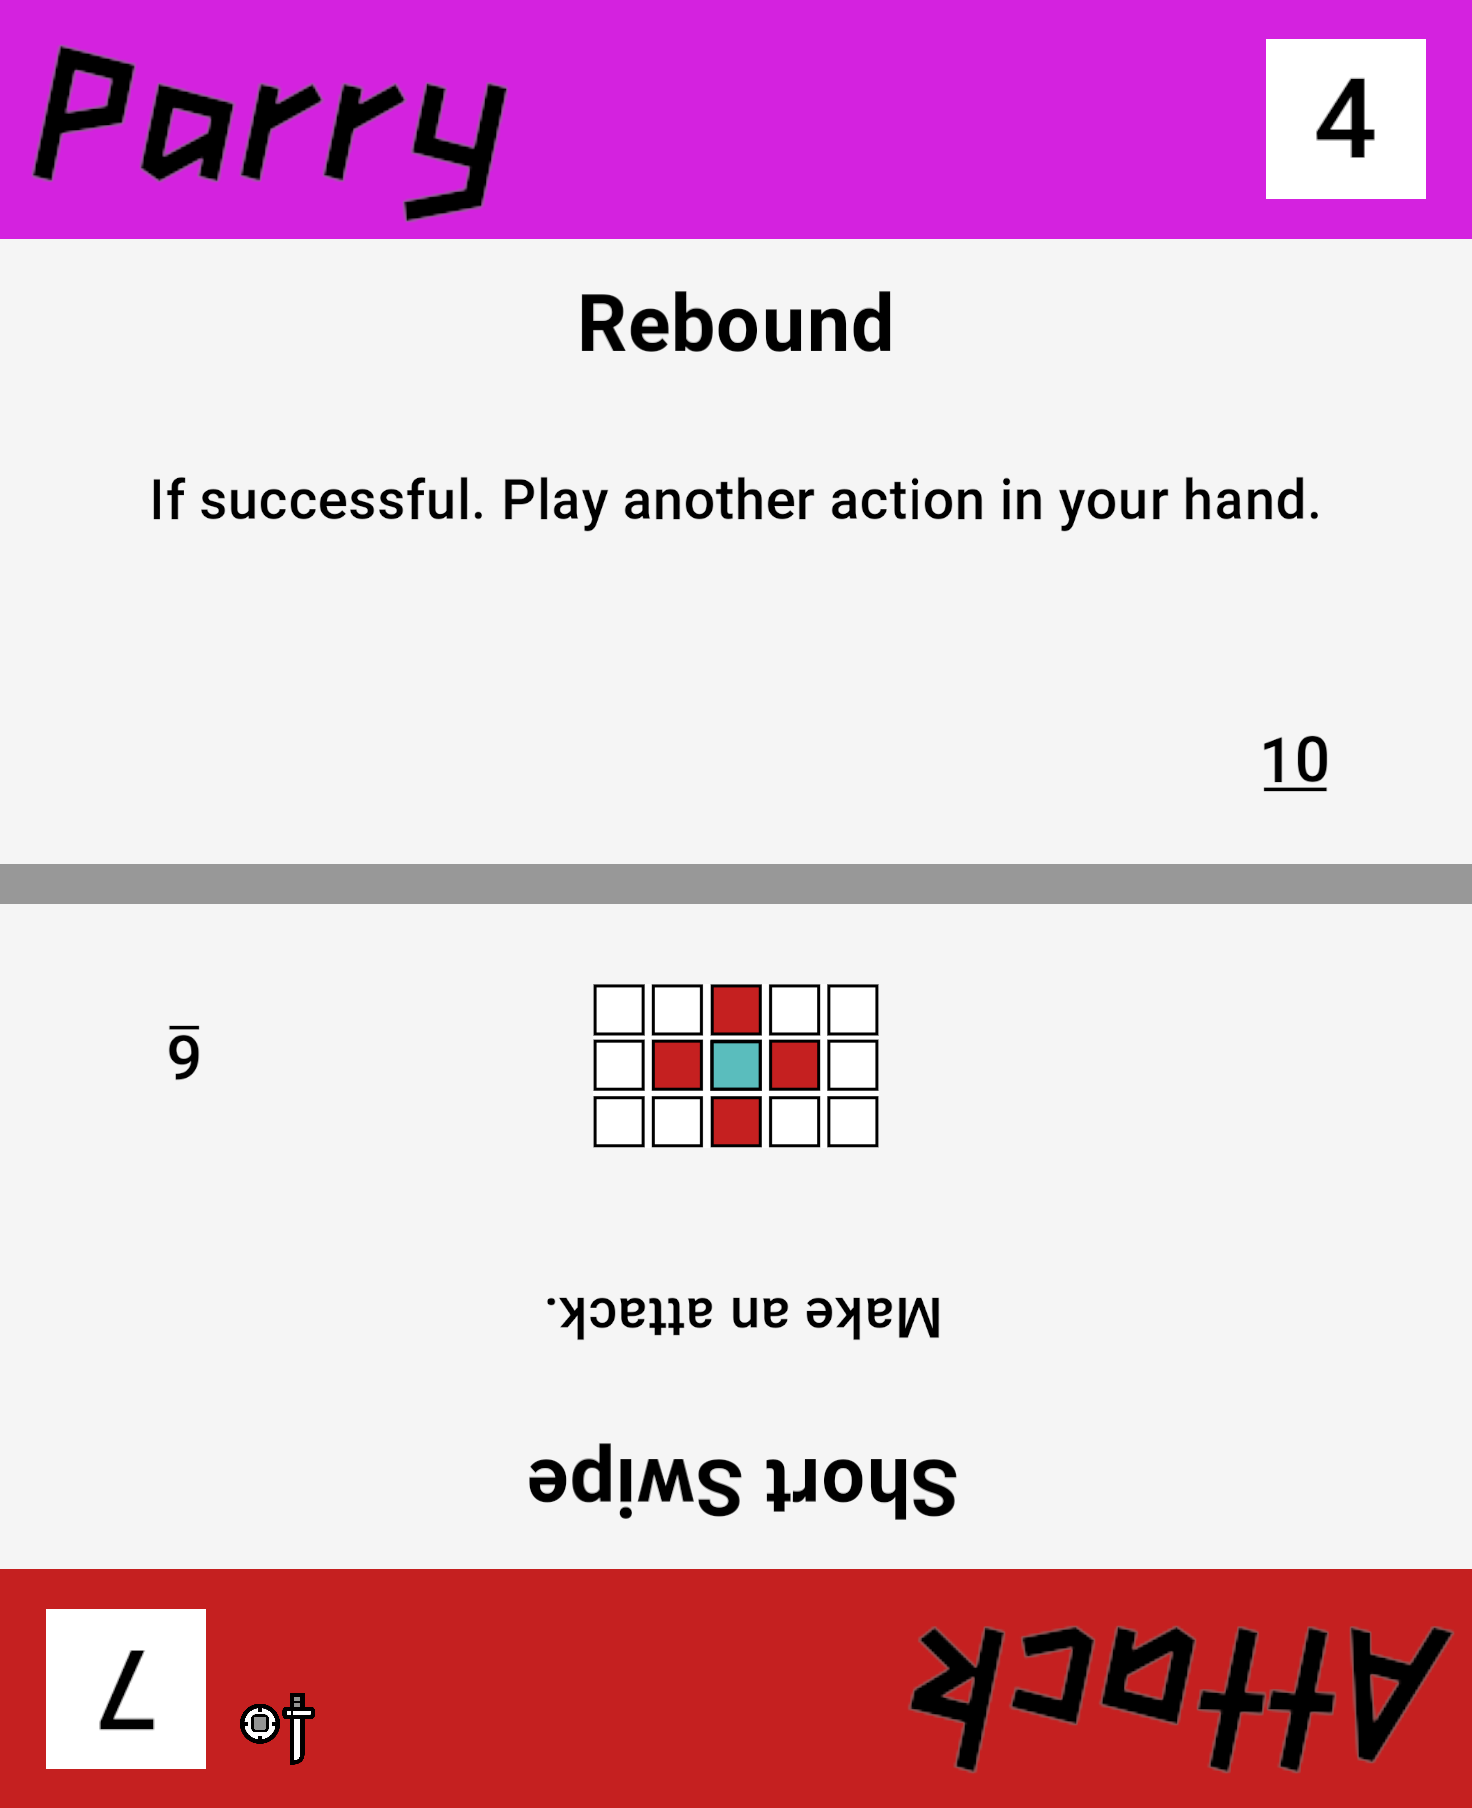 Parry
4
Rebound
If successful. Play another action in your hand.
10
Attack
7
Short Swipe
Make an attack.
6